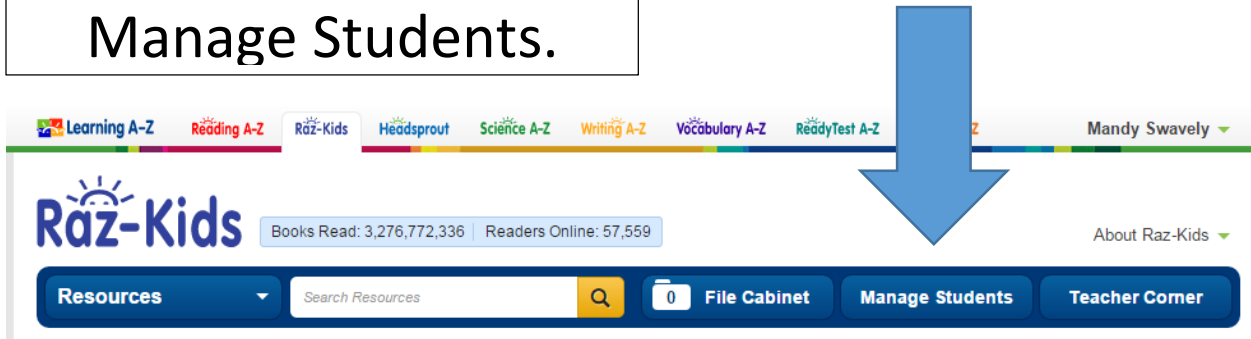 Manage Students.
Learning A-Z Reading A-Z Raz-Kids Headsprout Science A-Z Writing A-Z Vocabulary A-Z ReadyTest A-Z Z Mandy Swavely
Raz-Kids Books Read: 3,276,772,336 Readers Online: 57,559 About Raz-Kids
Resources Search Resources 0 File Cabinet Manage Students Teacher Corner